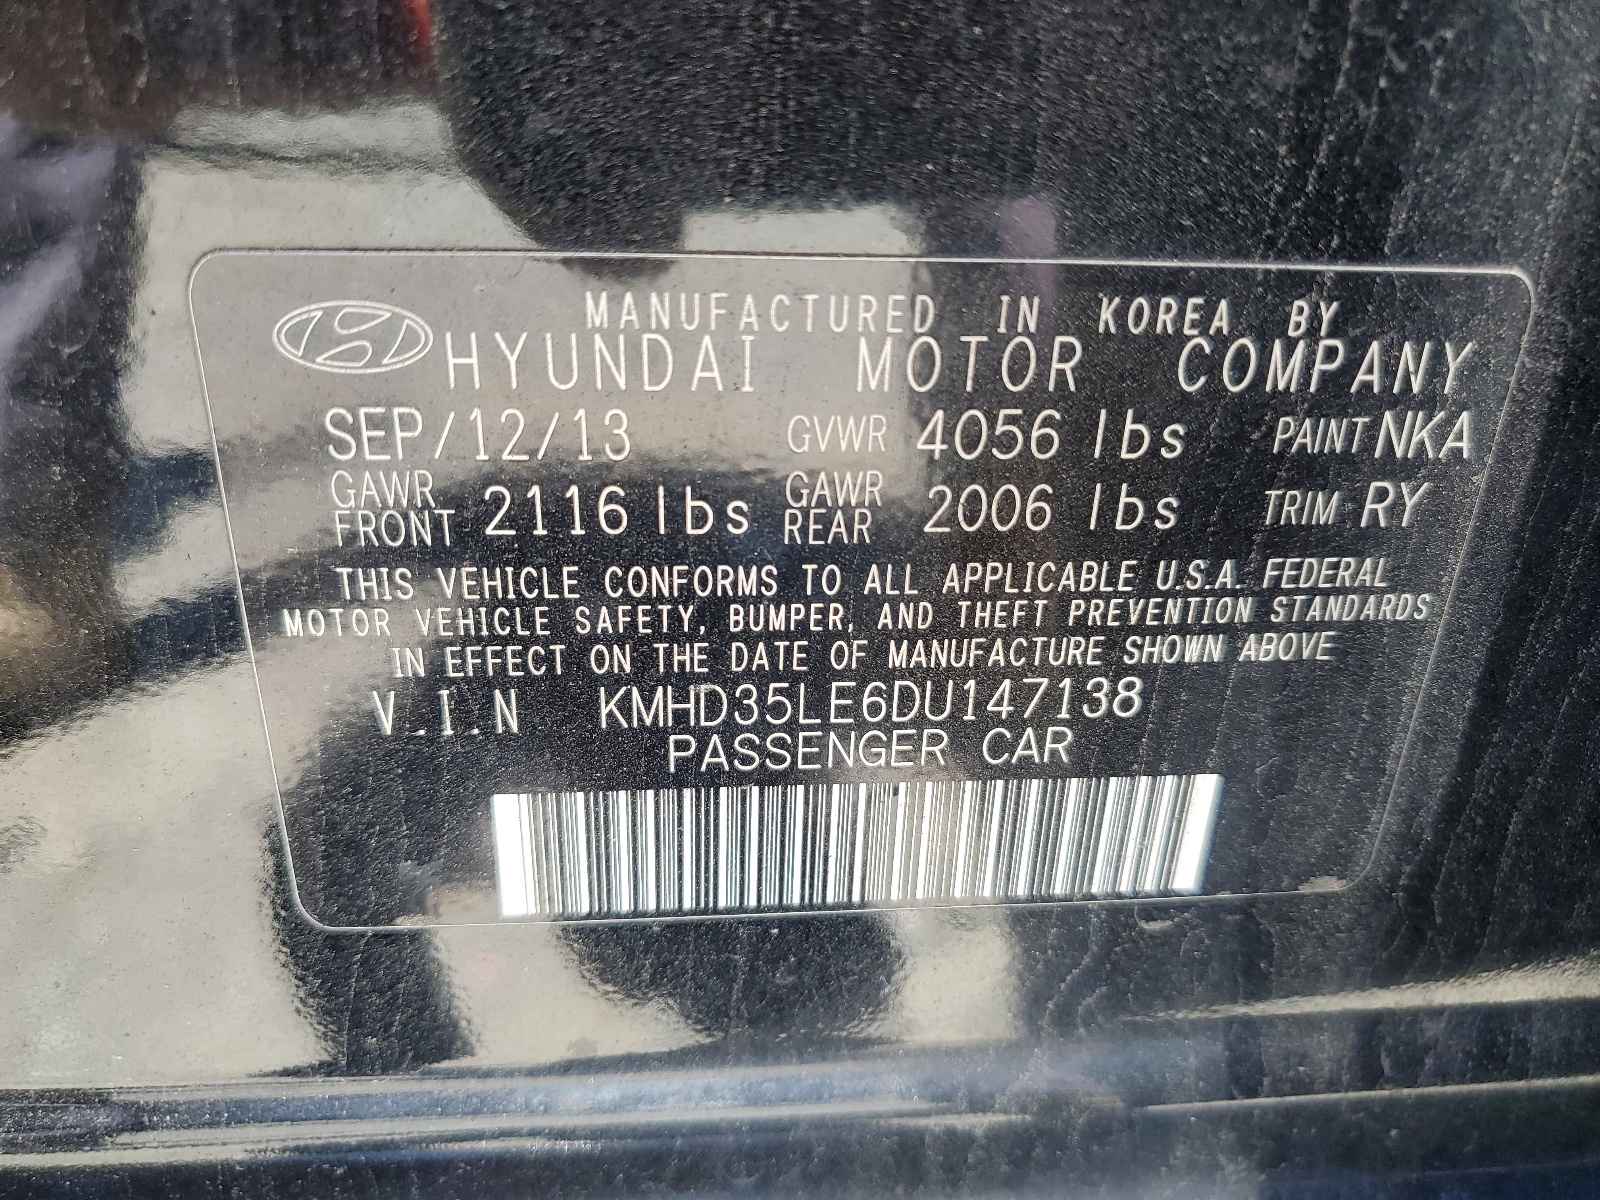 MANUFACTURED IN KOREA BY
HYUNDAI MOTOR COMPANY
SEP/12/13 GVWR 4056 lbs PAINT NKA
GAWR FRONT 2116 lbs GAWR REAR 2006 lbs TRIM RY
THIS VEHICLE CONFORMS TO ALL APPLICABLE U.S.A. FEDERAL
MOTOR VEHICLE SAFETY, BUMPER, AND THEFT PREVENTION STANDARDS
IN EFFECT ON THE DATE OF MANUFACTURE SHOWN ABOVE
V.I.N KMHD35LE6DU147138
PASSENGER CAR